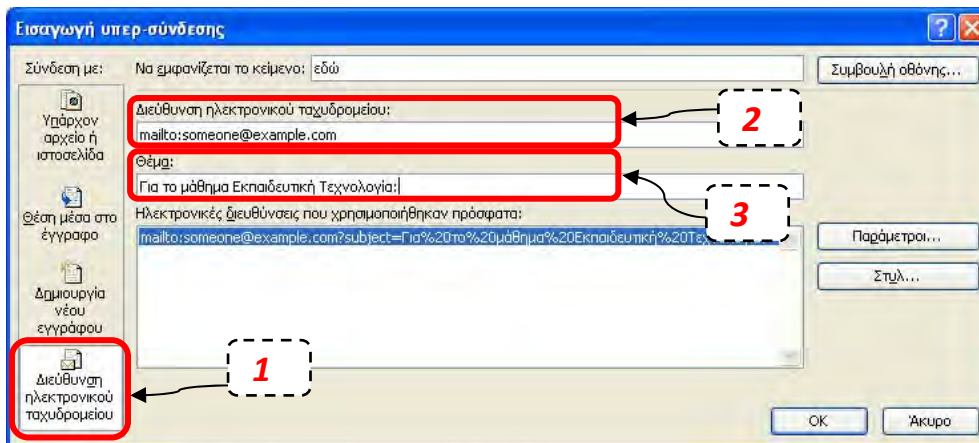 Εισαγωγή υπερ-σύνδεσης
Σύνδεση με:
Να εμφανίζεται το κείμενο: εδώ
Συμβουλή οθόνης...
Υπάρχον
αρχείο ή
ιστοσελίδα
Διεύθυνση ηλεκτρονικού ταχυδρομείου:
mailto:someone@example.com
2
Θέμα:
Για το μάθημα Εκπαιδευτική Τεχνολογία:
3
Θέση μέσα στο
έγγραφο
Ηλεκτρονικές διευθύνσεις που χρησιμοποιήθηκαν πρόσφατα:
mailto:someone@example.com?subject=Για%20το%20μάθημα%20Εκπαιδευτική%20Τεχ
Παράμετροι...
Στυλ...
Δημιουργία
νέου
εγγράφου
1
Διεύθυνση
ηλεκτρονικού
ταχυδρομείου
OK
Άκυρο